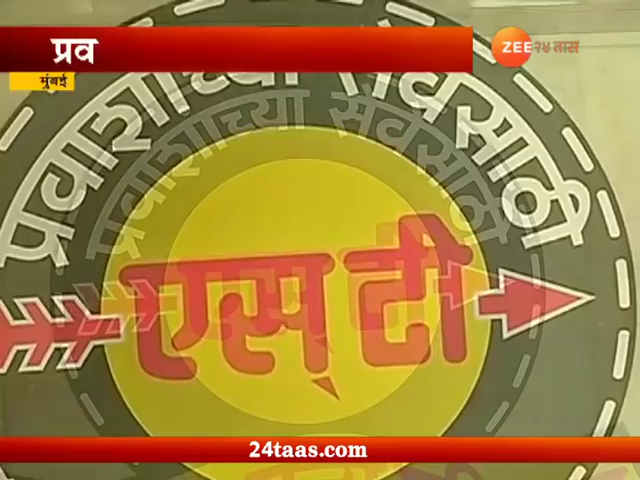 प्रव
ZEE २४ तास
मुंबई
प्रवाशांच्या सेवेसाठी
प्रवाशांच्या सेवेसाठी
एस् टी
24taas.com